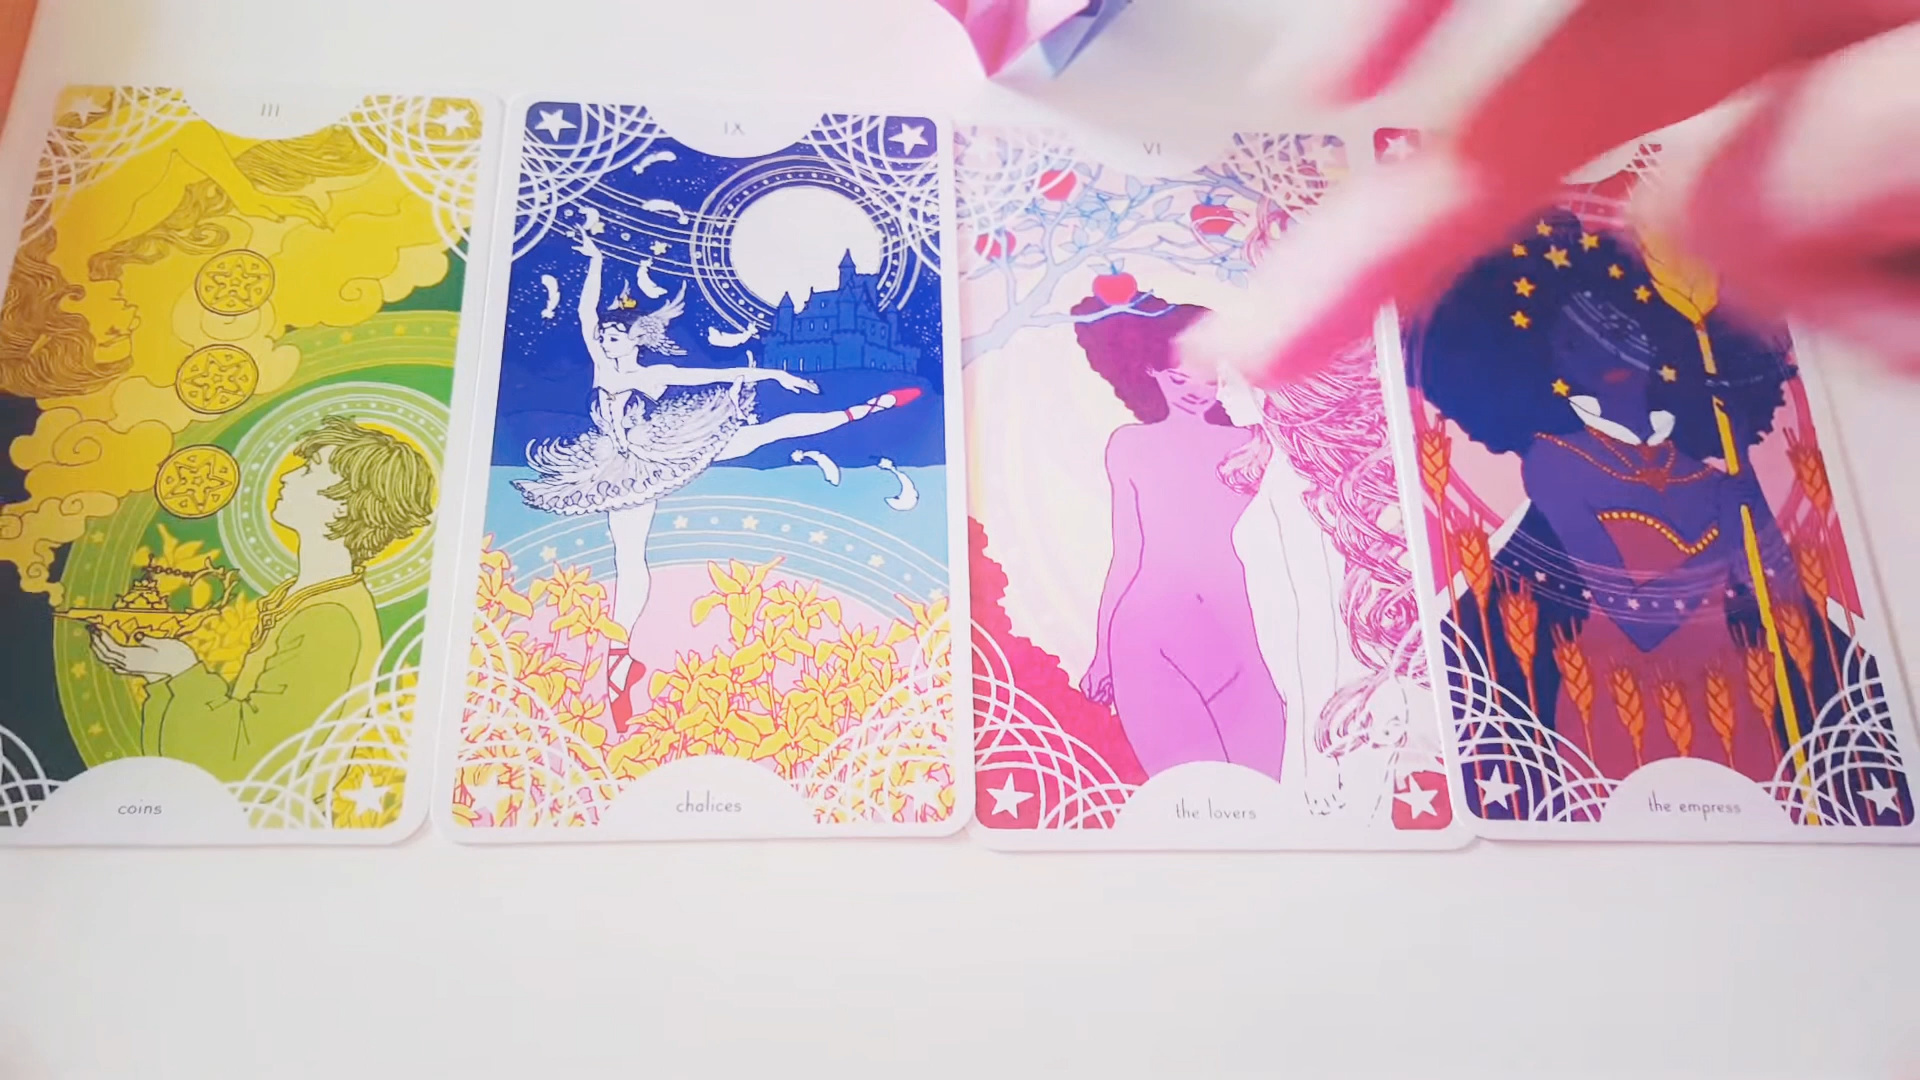 III
IX
VI
coins
chalices
the lovers
the empress